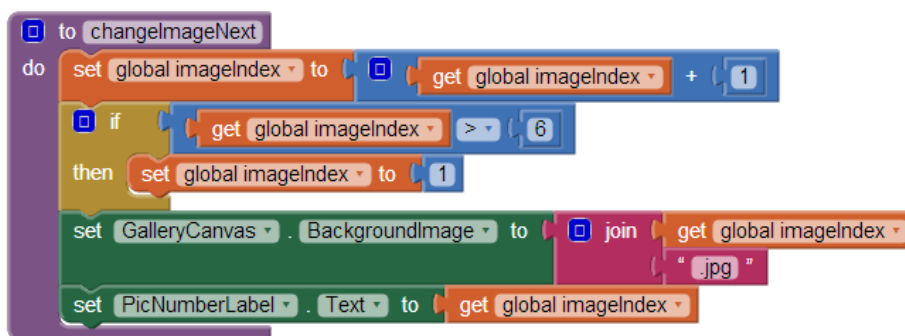 to changeImageNext
do set global imageIndex to get global imageIndex + 1
if get global imageIndex > 6
then set global imageIndex to 1
set GalleryCanvas . BackgroundImage to join get global imageIndex
" .jpg "
set PicNumberLabel . Text to get global imageIndex